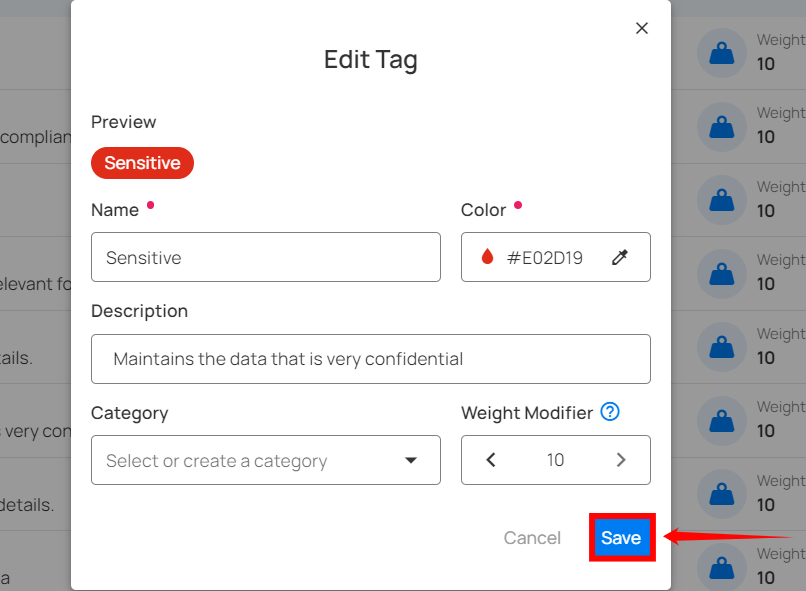 Edit Tag
Preview
Sensitive
Name
Color
Sensitive
#E02D19
Description
Maintains the data that is very confidential
Category
Weight Modifier ?
Select or create a category
10
Cancel
Save
complian
elevant fo
ails.
s very con
details.
a
Weight
10
Weight
10
Weight
10
Weight
10
Weight
10
Weight
10
Weight
10
Weight
10